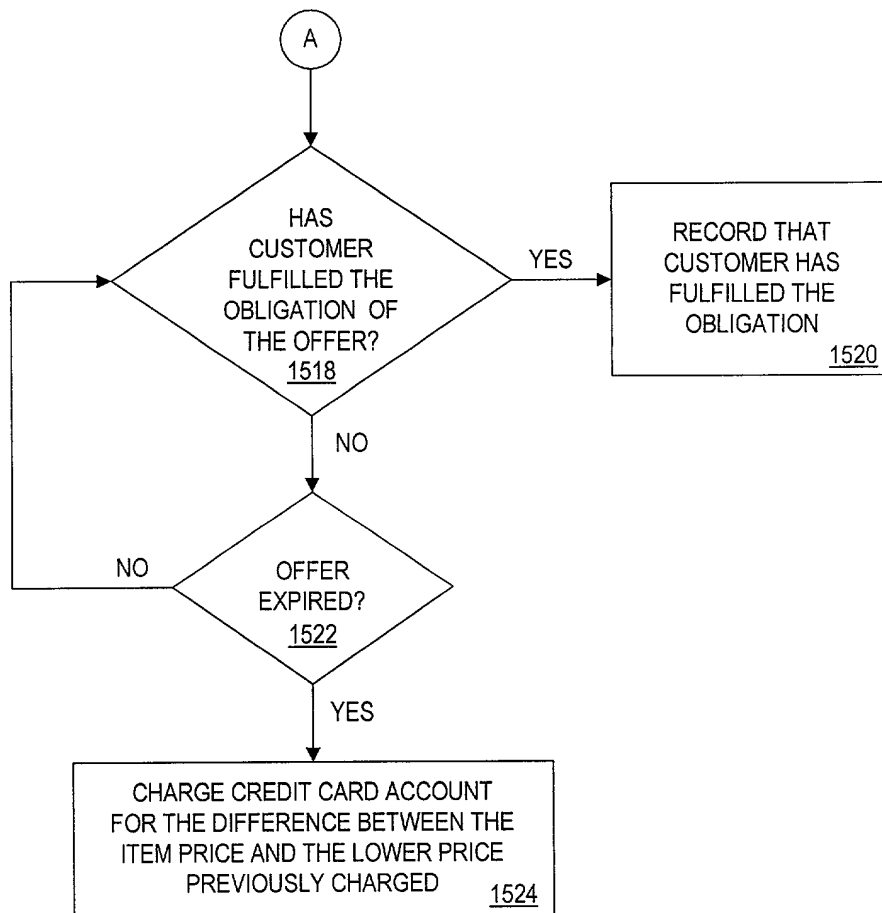 A
HAS
CUSTOMER
FULFILLED THE
OBLIGATION OF
THE OFFER?
1518
YES
RECORD THAT
CUSTOMER HAS
FULFILLED THE
OBLIGATION
1520
NO
NO
OFFER
EXPIRED?
1522
YES
CHARGE CREDIT CARD ACCOUNT
FOR THE DIFFERENCE BETWEEN THE
ITEM PRICE AND THE LOWER PRICE
PREVIOUSLY CHARGED
1524